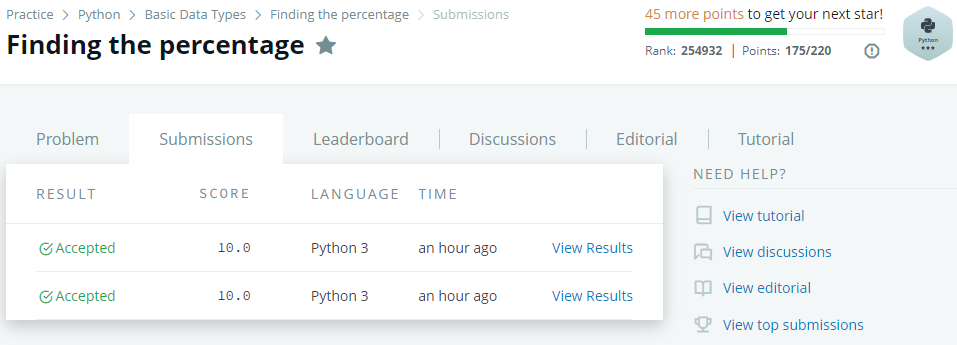 Practice > Python > Basic Data Types > Finding the percentage > Submissions
Finding the percentage
45 more points to get your next star!
Rank: 254932 | Points: 175/220
Python
Problem
Submissions
Leaderboard
Discussions
Editorial
Tutorial
RESULT SCORE LANGUAGE TIME
Accepted 10.0 Python 3 an hour ago View Results
Accepted 10.0 Python 3 an hour ago View Results
NEED HELP?
View tutorial
View discussions
View editorial
View top submissions